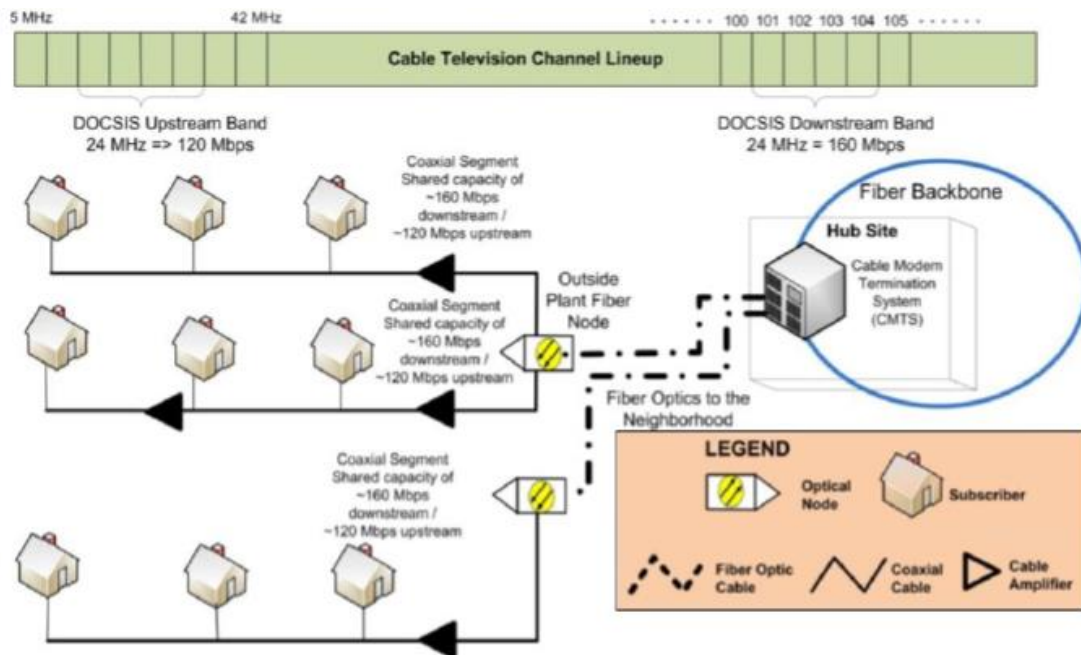 5 MHz
42 MHz
100 101 102 103 104 105
Cable Television Channel Lineup
DOCSIS Upstream Band
24 MHz => 120 Mbps
DOCSIS Downstream Band
24 MHz = 160 Mbps
Coaxial Segment
Shared capacity of
~160 Mbps
downstream /
~120 Mbps upstream
Fiber Backbone
Hub Site
Cable Modem
Termination
System
(CMTS)
Outside
Plant Fiber
Node
Coaxial Segment
Shared capacity of
~160 Mbps
downstream /
~120 Mbps upstream
Fiber Optics to the
Neighborhood
Coaxial Segment
Shared capacity of
~160 Mbps
downstream /
~120 Mbps upstream
LEGEND
Optical
Node
Subscriber
Fiber Optic
Cable
Coaxial
Cable
Cable
Amplifier